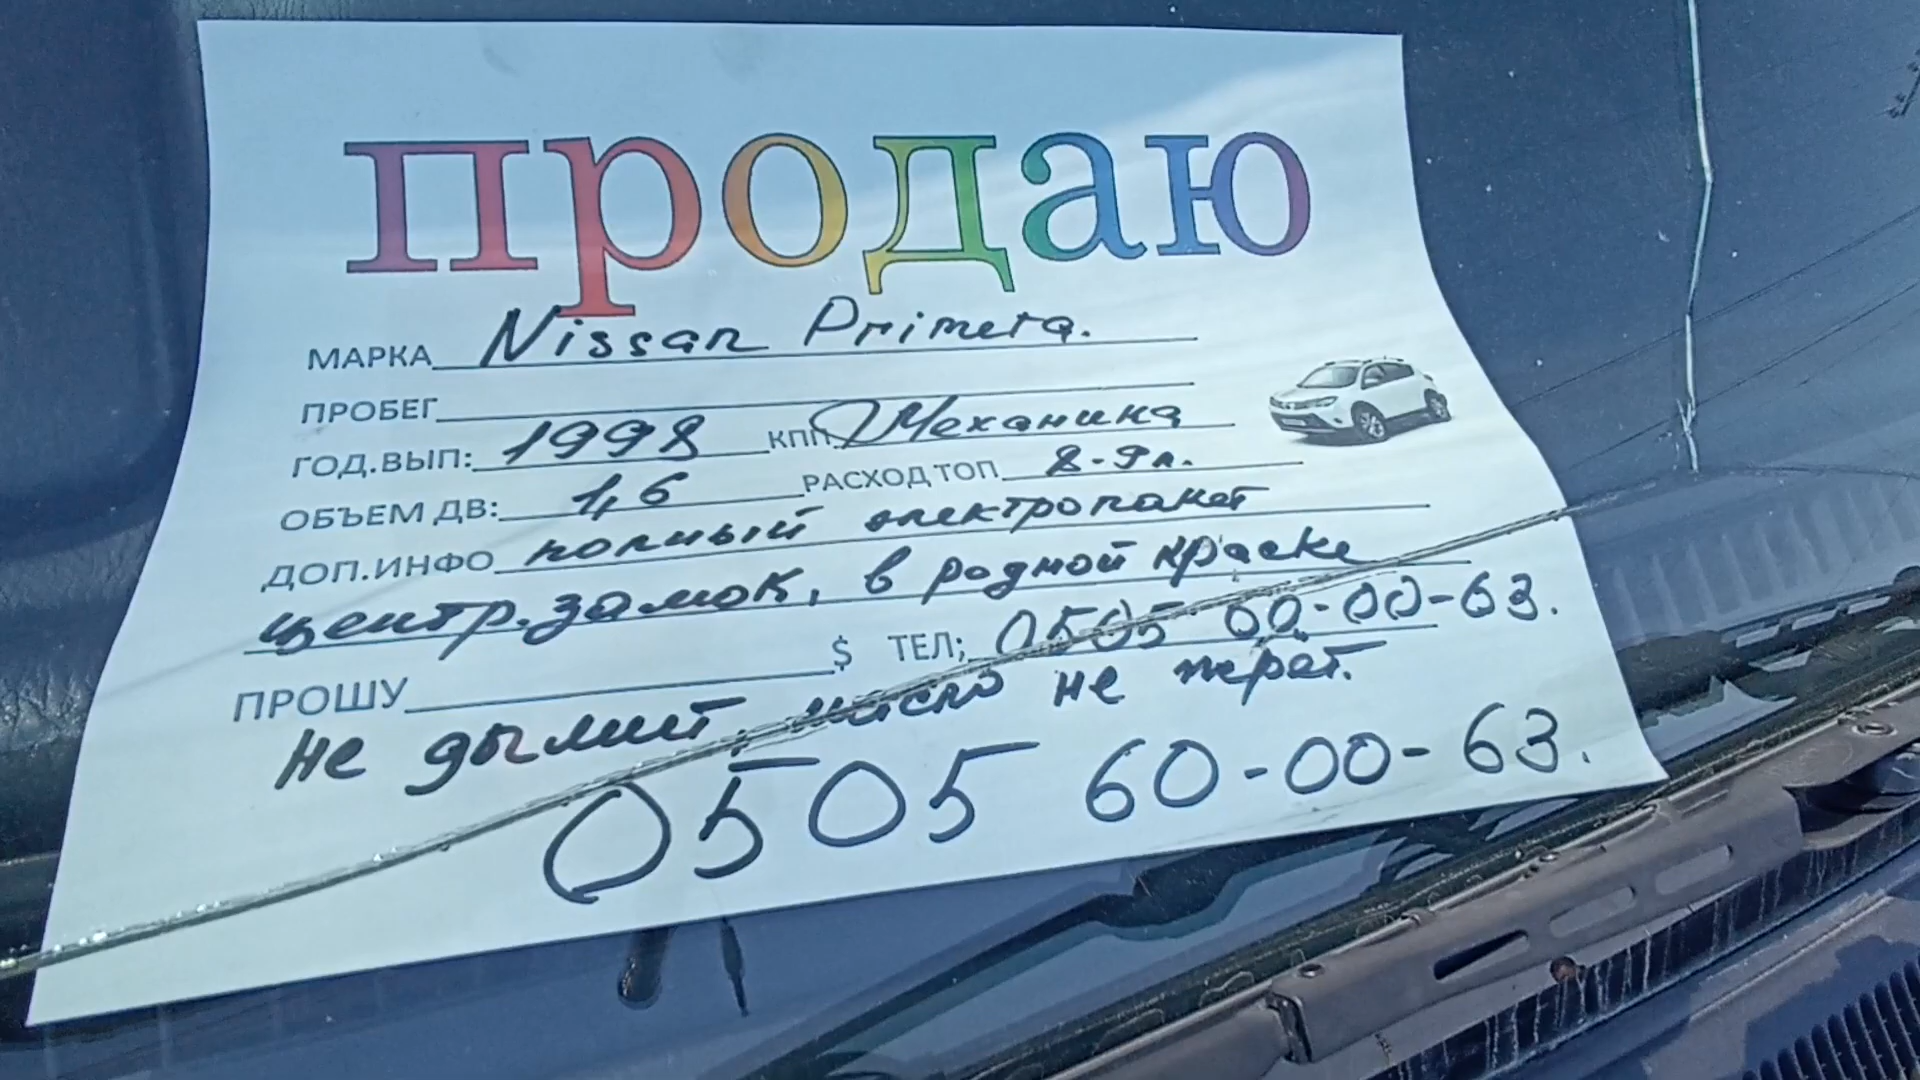 продаю
МАРКА Nissan Primera.
ПРОБЕГ
ГОД.ВЫП: 1998 КПП Механика
ОБЪЕМ ДВ: 1,6 РАСХОД ТОП 8-9л.
ДОП.ИНФО полный электропакет
центр.замок, в родной краске
ПРОШУ $ ТЕЛ; 0505 60-00-63.
не дымит, масло не жрет.
0505 60-00-63.